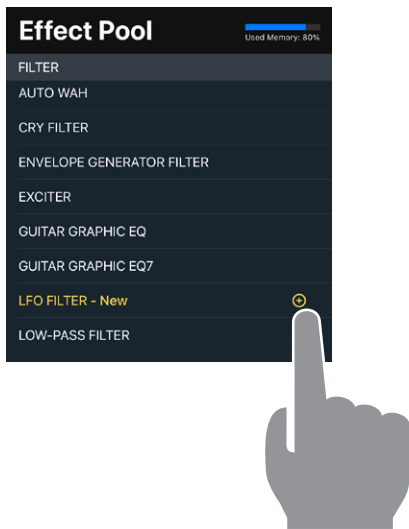 Effect Pool
Used Memory: 80%
FILTER
AUTO WAH
CRY FILTER
ENVELOPE GENERATOR FILTER
EXCITER
GUITAR GRAPHIC EQ
GUITAR GRAPHIC EQ7
LFO FILTER - New
LOW-PASS FILTER